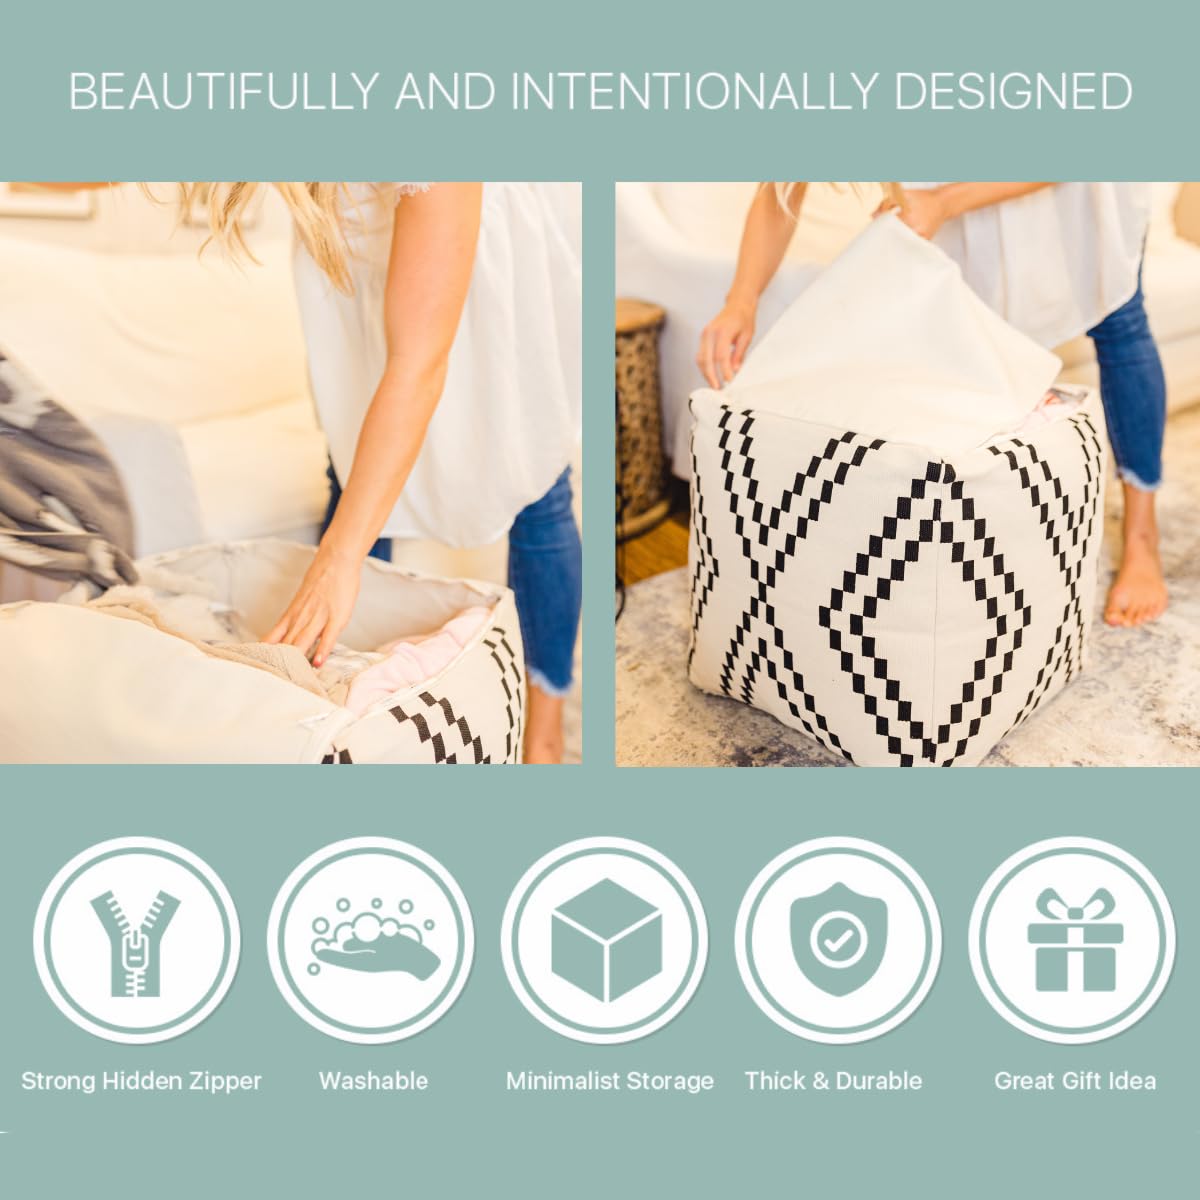 BEAUTIFULLY AND INTENTIONALLY DESIGNED
Strong Hidden Zipper
Washable
Minimalist Storage
Thick & Durable
Great Gift Idea